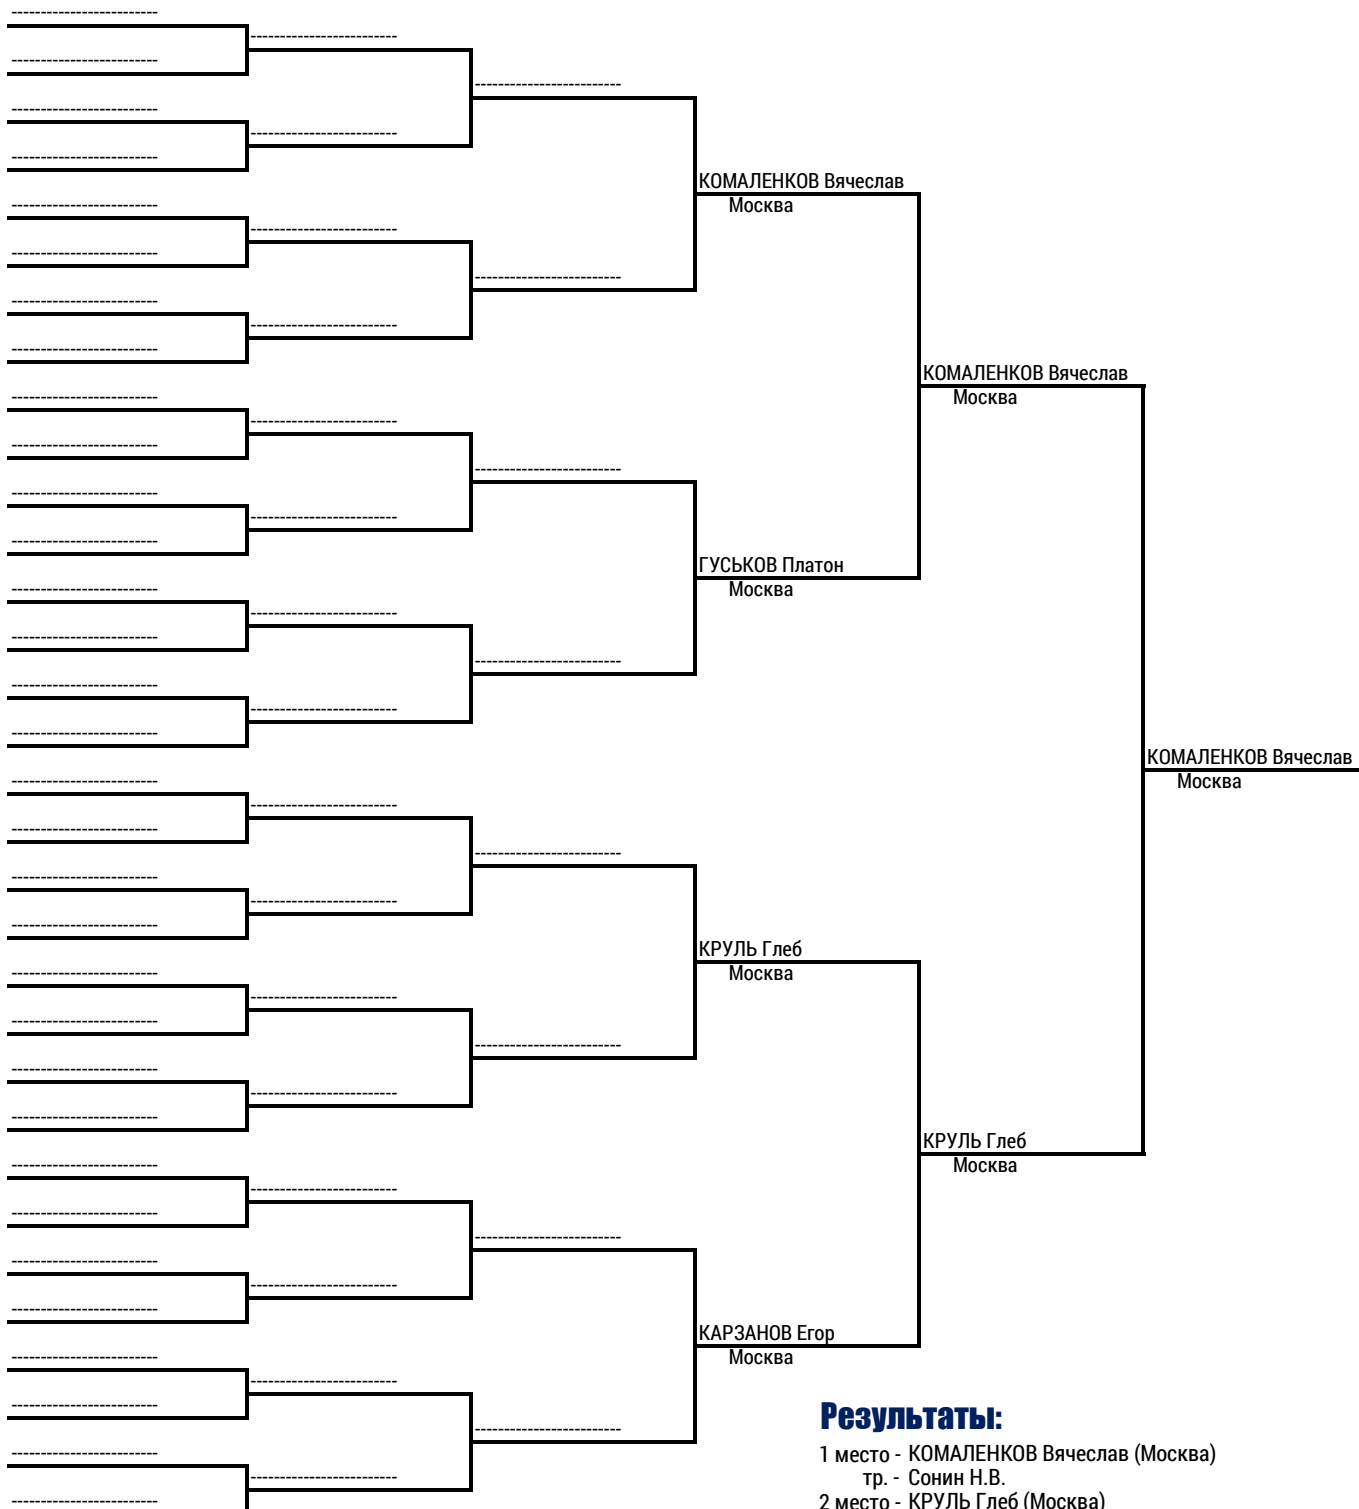 КОМАЛЕНКОВ Вячеслав
Москва
КОМАЛЕНКОВ Вячеслав
Москва
ГУСЬКОВ Платон
Москва
КОМАЛЕНКОВ Вячеслав
Москва
КРУЛЬ Глеб
Москва
КРУЛЬ Глеб
Москва
КАРЗАНОВ Егор
Москва
Результаты:
1 место - КОМАЛЕНКОВ Вячеслав (Москва)
тр. - Сонин Н.В.
2 место - КРУЛЬ Глеб (Москва)